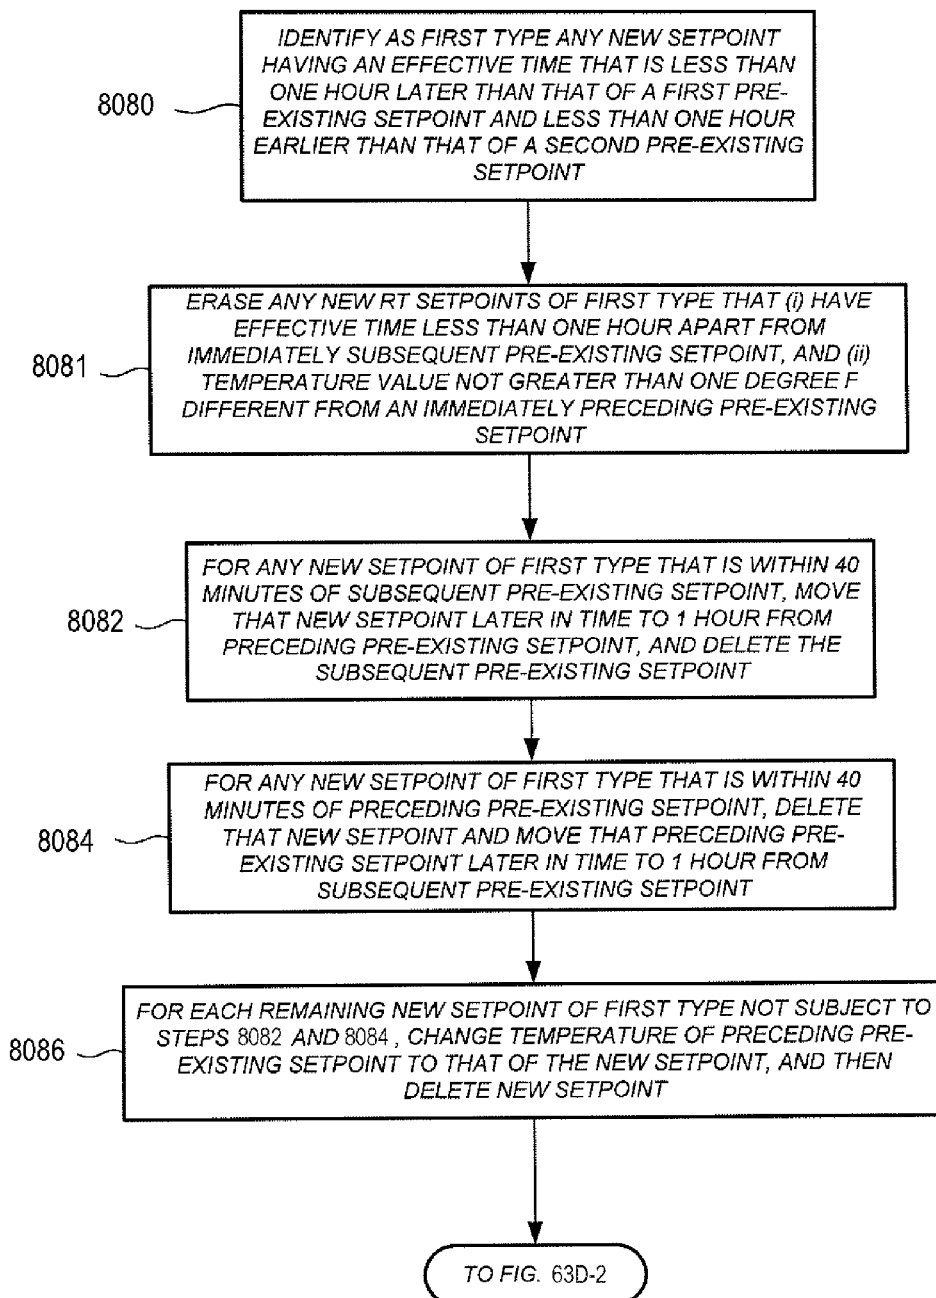 IDENTIFY AS FIRST TYPE ANY NEW SETPOINT
HAVING AN EFFECTIVE TIME THAT IS LESS THAN
ONE HOUR LATER THAN THAT OF A FIRST PRE-
EXISTING SETPOINT AND LESS THAN ONE HOUR
EARLIER THAN THAT OF A SECOND PRE-EXISTING
SETPOINT
8080
ERASE ANY NEW RT SETPOINTS OF FIRST TYPE THAT (i) HAVE
EFFECTIVE TIME LESS THAN ONE HOUR APART FROM
IMMEDIATELY SUBSEQUENT PRE-EXISTING SETPOINT, AND (ii)
TEMPERATURE VALUE NOT GREATER THAN ONE DEGREE F
DIFFERENT FROM AN IMMEDIATELY PRECEDING PRE-EXISTING
SETPOINT
8081
FOR ANY NEW SETPOINT OF FIRST TYPE THAT IS WITHIN 40
MINUTES OF SUBSEQUENT PRE-EXISTING SETPOINT, MOVE
THAT NEW SETPOINT LATER IN TIME TO 1 HOUR FROM
PRECEDING PRE-EXISTING SETPOINT, AND DELETE THE
SUBSEQUENT PRE-EXISTING SETPOINT
8082
FOR ANY NEW SETPOINT OF FIRST TYPE THAT IS WITHIN 40
MINUTES OF PRECEDING PRE-EXISTING SETPOINT, DELETE
THAT NEW SETPOINT AND MOVE THAT PRECEDING PRE-
EXISTING SETPOINT LATER IN TIME TO 1 HOUR FROM
SUBSEQUENT PRE-EXISTING SETPOINT
8084
FOR EACH REMAINING NEW SETPOINT OF FIRST TYPE NOT SUBJECT TO
STEPS 8082 AND 8084 , CHANGE TEMPERATURE OF PRECEDING PRE-
EXISTING SETPOINT TO THAT OF THE NEW SETPOINT, AND THEN
DELETE NEW SETPOINT
8086
TO FIG. 63D-2